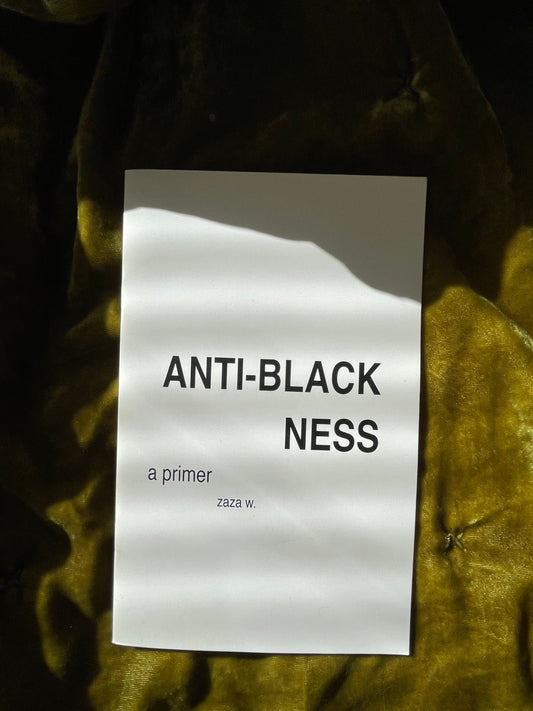 ANTI-BLACK
NESS
a primer
zaza w.